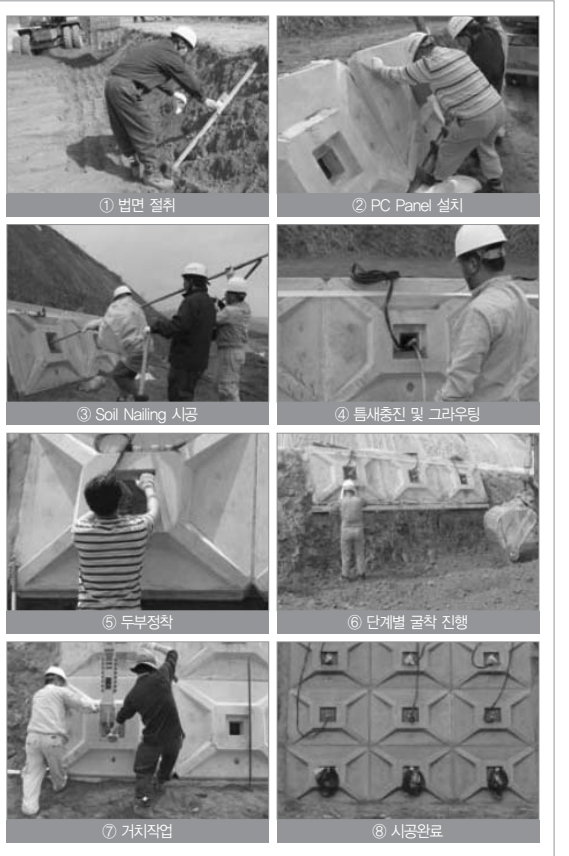 ① 법면 절취
② PC Panel 설치
③ Soil Nailing 시공
④ 틈새충진 및 그라우팅
⑤ 두부정착
⑥ 단계별 굴착 진행
⑦ 거치작업
⑧ 시공완료